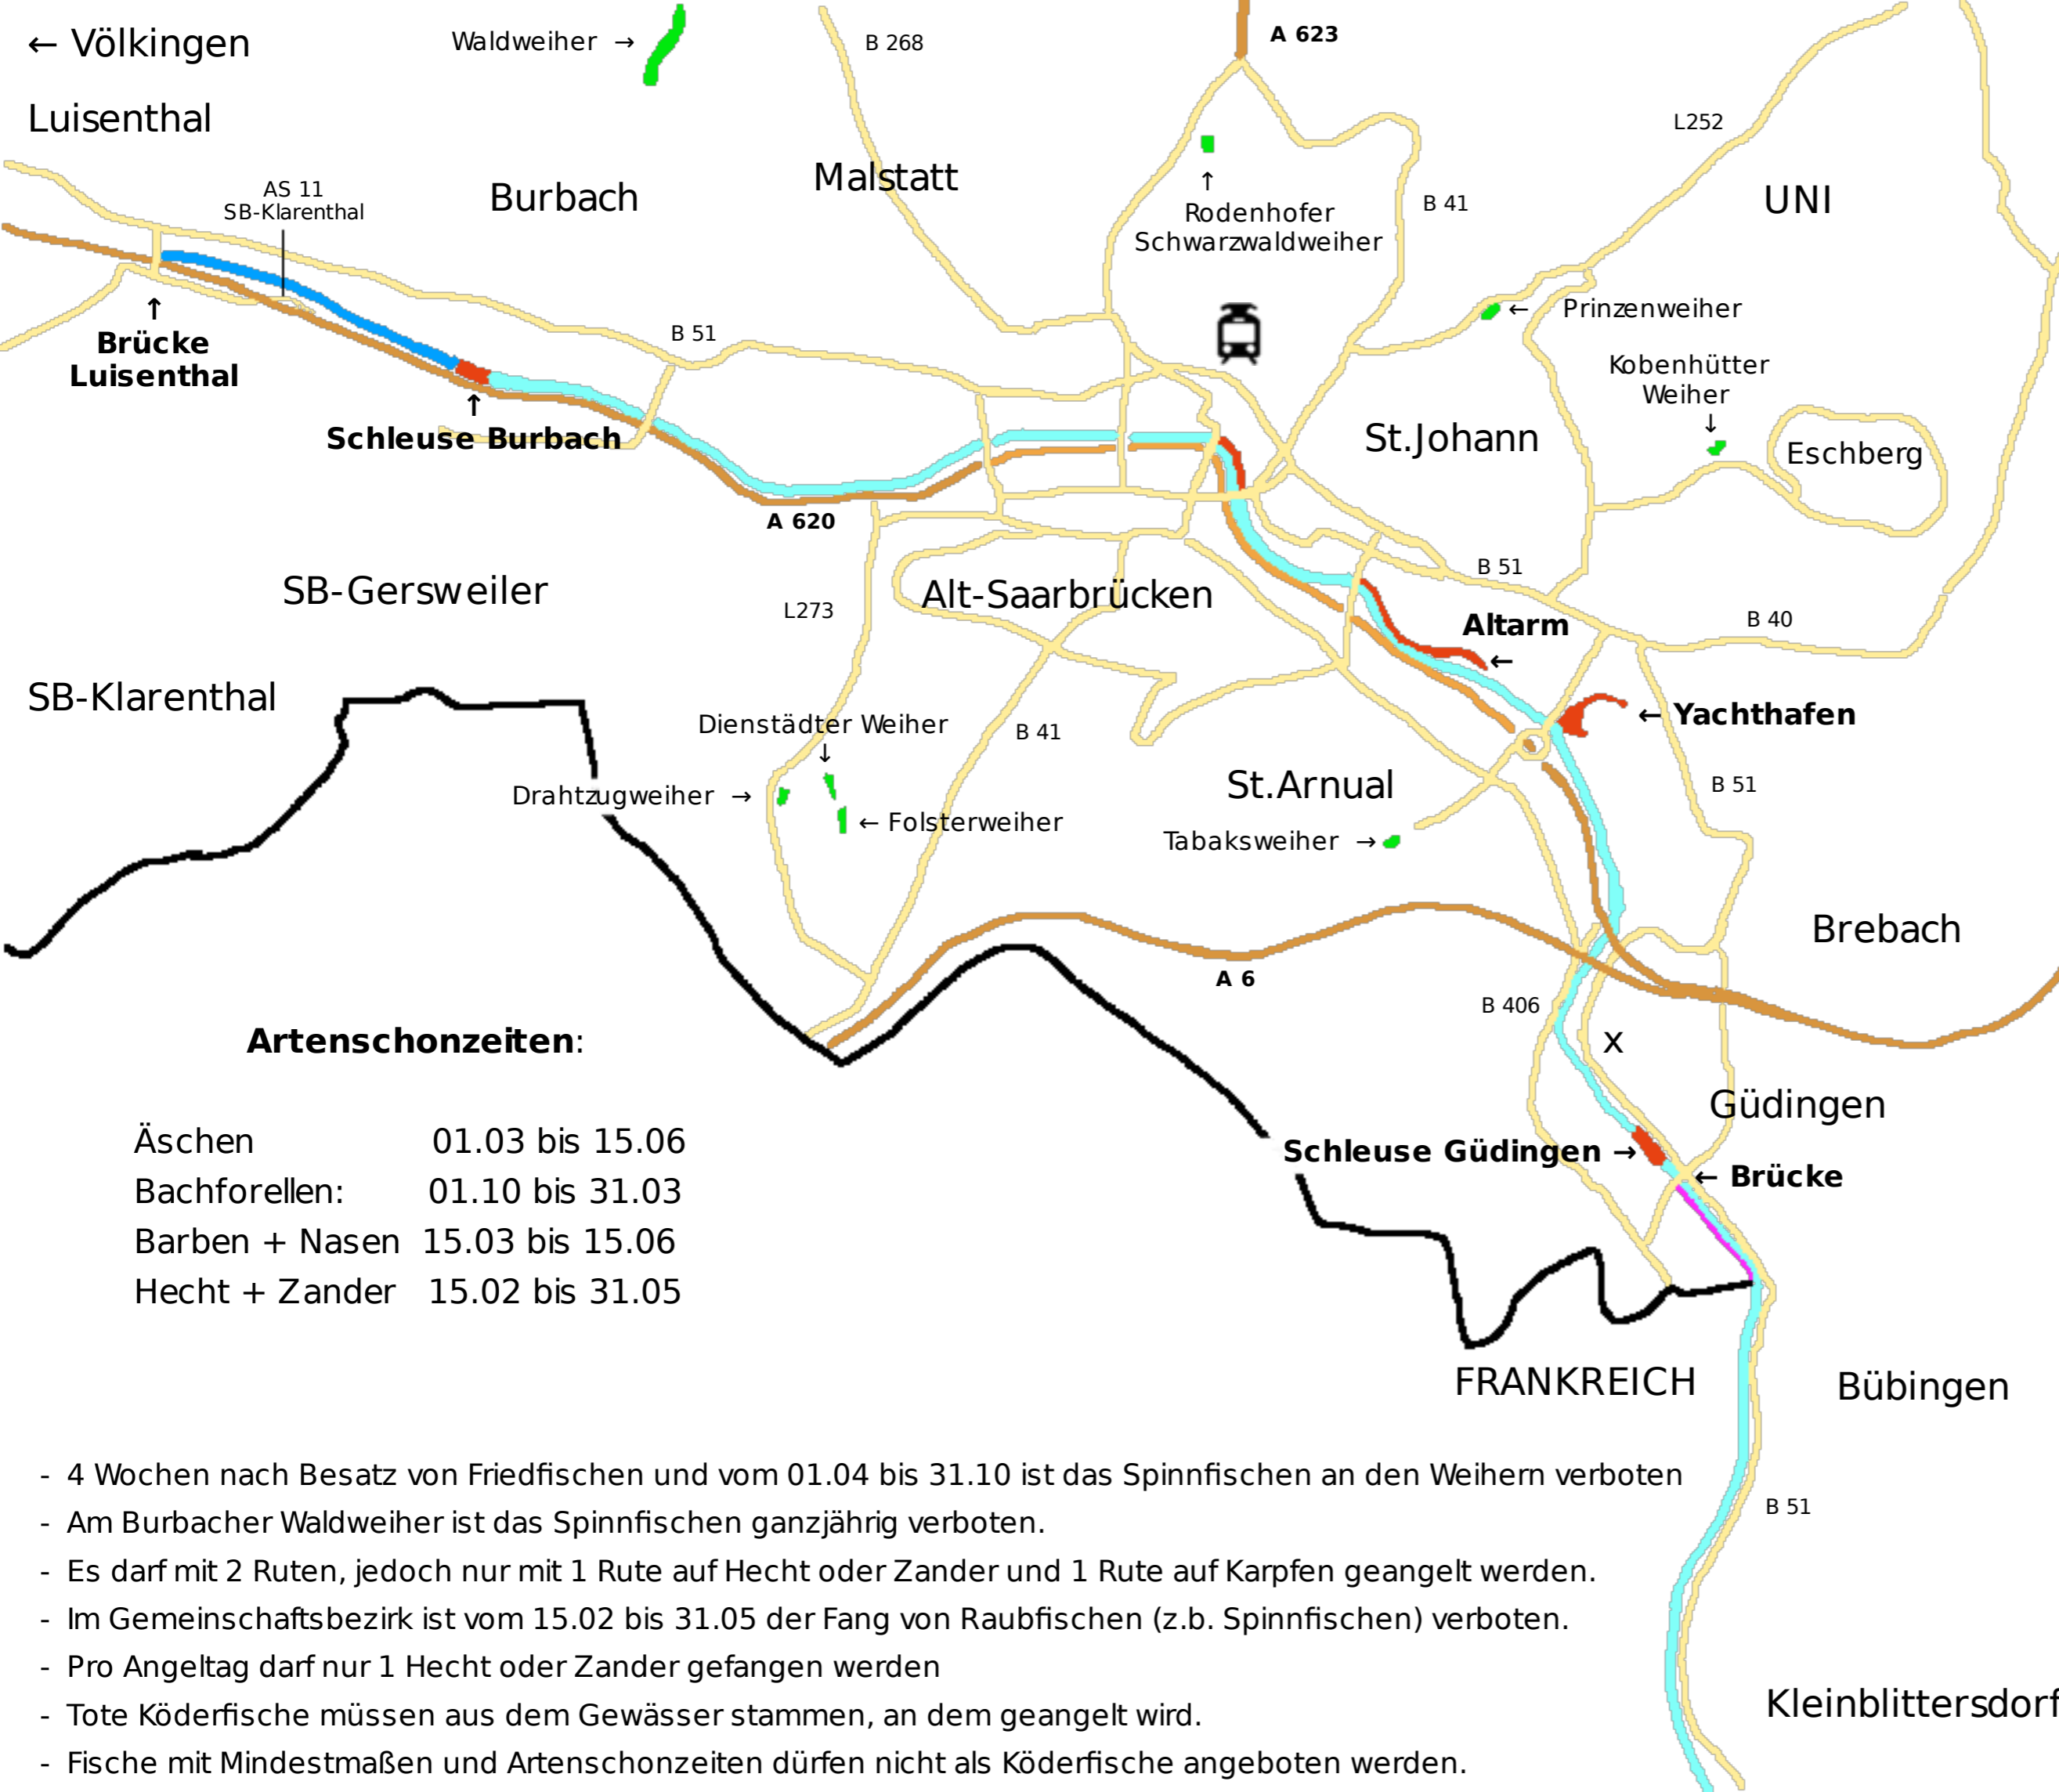 ← Völkingen
Waldweiher →
B 268
A 623
Luisenthal
L252
Malstatt
AS 11
SB-Klarenthal
Burbach
↑
Rodenhofer
Schwarzwaldweiher
B 41
UNI
↑
Brücke
Luisenthal
B 51
← Prinzenweiher
Kobenhütter
Weiher
↓
↑
Schleuse Burbach
St.Johann
Eschberg
A 620
SB-Gersweiler
L273
Alt-Saarbrücken
B 51
Altarm
←
B 40
SB-Klarenthal
Dienstädter Weiher
↓
B 41
← Yachthafen
Drahtzugweiher →
← Folsterweiher
St.Arnual
B 51
Tabaksweiher →
Brebach
A 6
B 406
x
Artenschonzeiten:
Güdingen
Äschen 01.03 bis 15.06
Schleuse Güdingen →
← Brücke
Bachforellen: 01.10 bis 31.03
Barben + Nasen 15.03 bis 15.06
Hecht + Zander 15.02 bis 31.05
FRANKREICH
Bübingen
- 4 Wochen nach Besatz von Friedfischen und vom 01.04 bis 31.10 ist das Spinnfischen an den Weihern verboten
B 51
- Am Burbacher Waldweiher ist das Spinnfischen ganzjährig verboten.
- Es darf mit 2 Ruten, jedoch nur mit 1 Rute auf Hecht oder Zander und 1 Rute auf Karpfen geangelt werden.
- Im Gemeinschaftsbezirk ist vom 15.02 bis 31.05 der Fang von Raubfischen (z.b. Spinnfischen) verboten.
- Pro Angeltag darf nur 1 Hecht oder Zander gefangen werden
Kleinblittersdorf
- Tote Köderfische müssen aus dem Gewässer stammen, an dem geangelt wird.
- Fische mit Mindestmaßen und Artenschonzeiten dürfen nicht als Köderfische angeboten werden.